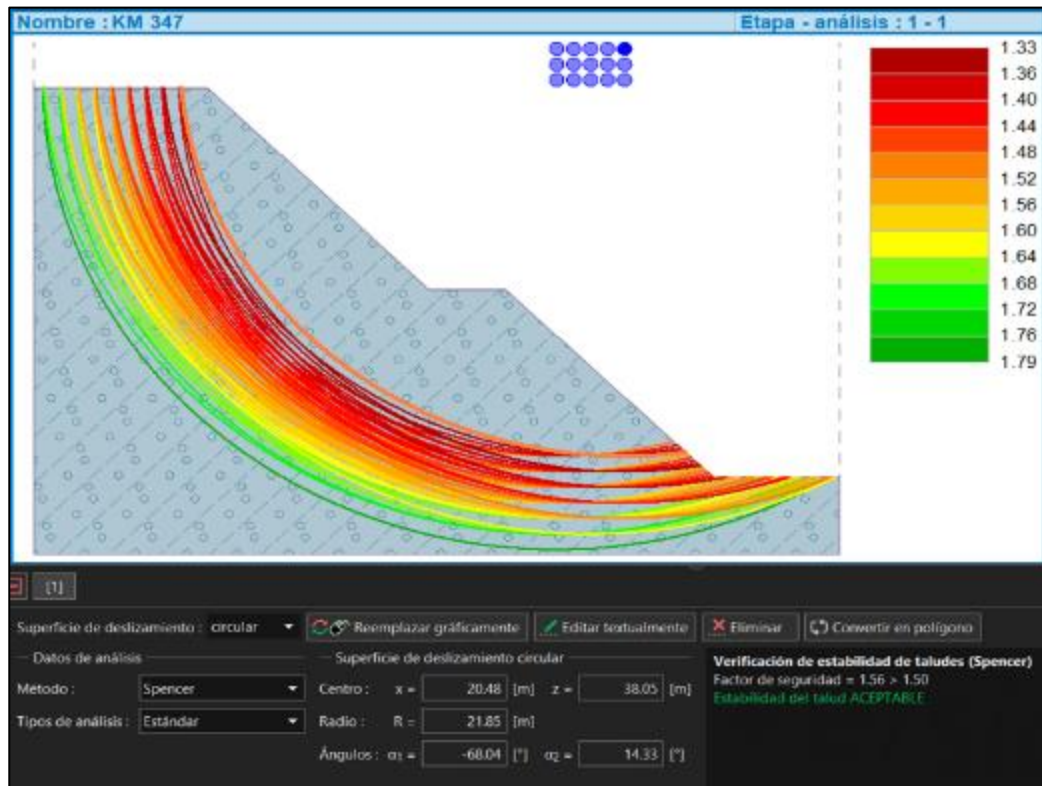 Nombre : KM 347
Etapa - análisis : 1 - 1
1.33
1.36
1.40
1.44
1.48
1.52
1.56
1.60
1.64
1.68
1.72
1.76
1.79
[1]
Superficie de deslizamiento : circular Reemplazar gráficamente Editar textualmente Eliminar Convertir en polígono
Datos de análisis
Método : Spencer
Tipos de análisis : Estándar
Superficie de deslizamiento circular
Centro : x = 20.48 [m] z = 38.05 [m]
Radio : R = 21.85 [m]
Ángulos : α1 = -68.04 [°] α2 = 14.33 [°]
Verificación de estabilidad de taludes (Spencer)
Factor de seguridad = 1.56 > 1.50
Estabilidad del talud ACEPTABLE